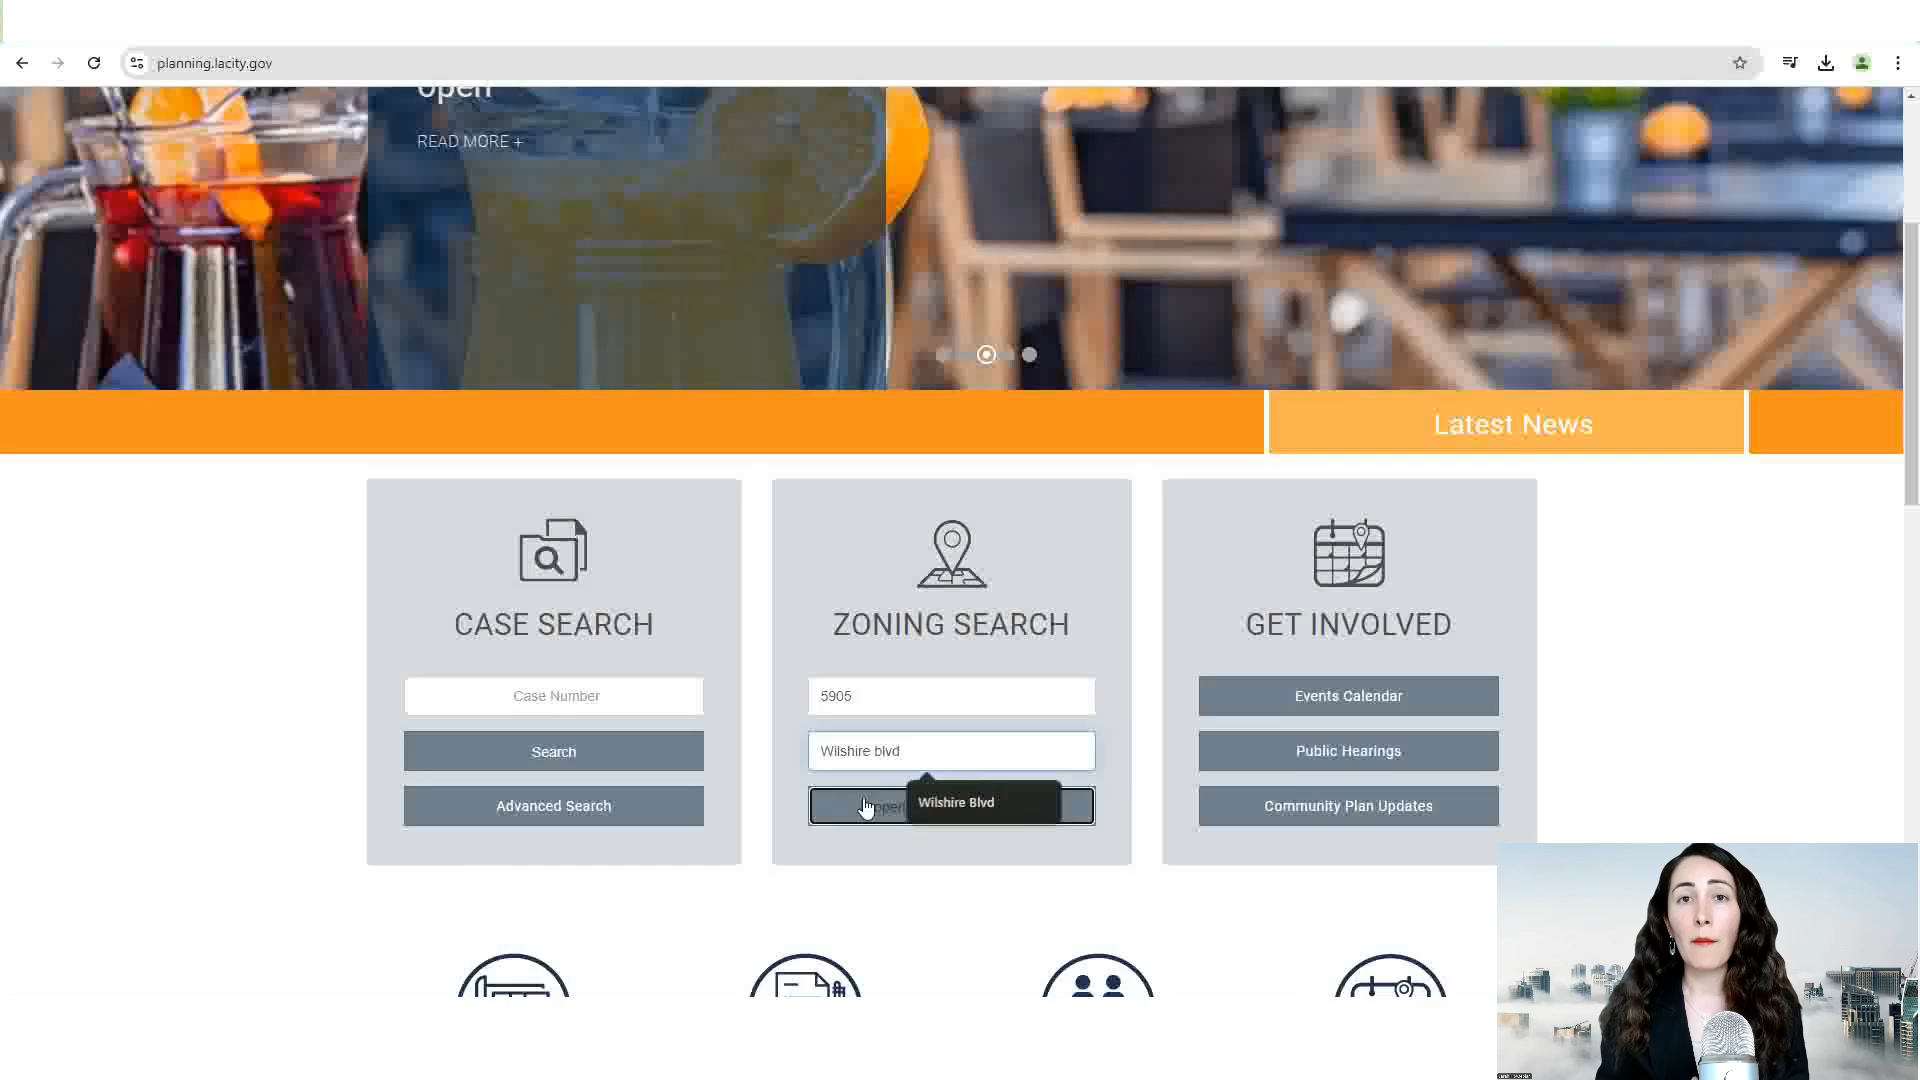 planning.lacity.gov
open
READ MORE +
Latest News
CASE SEARCH
Case Number
Search
Advanced Search
ZONING SEARCH
5905
Wilshire blvd
Wilshire Blvd
GET INVOLVED
Events Calendar
Public Hearings
Community Plan Updates